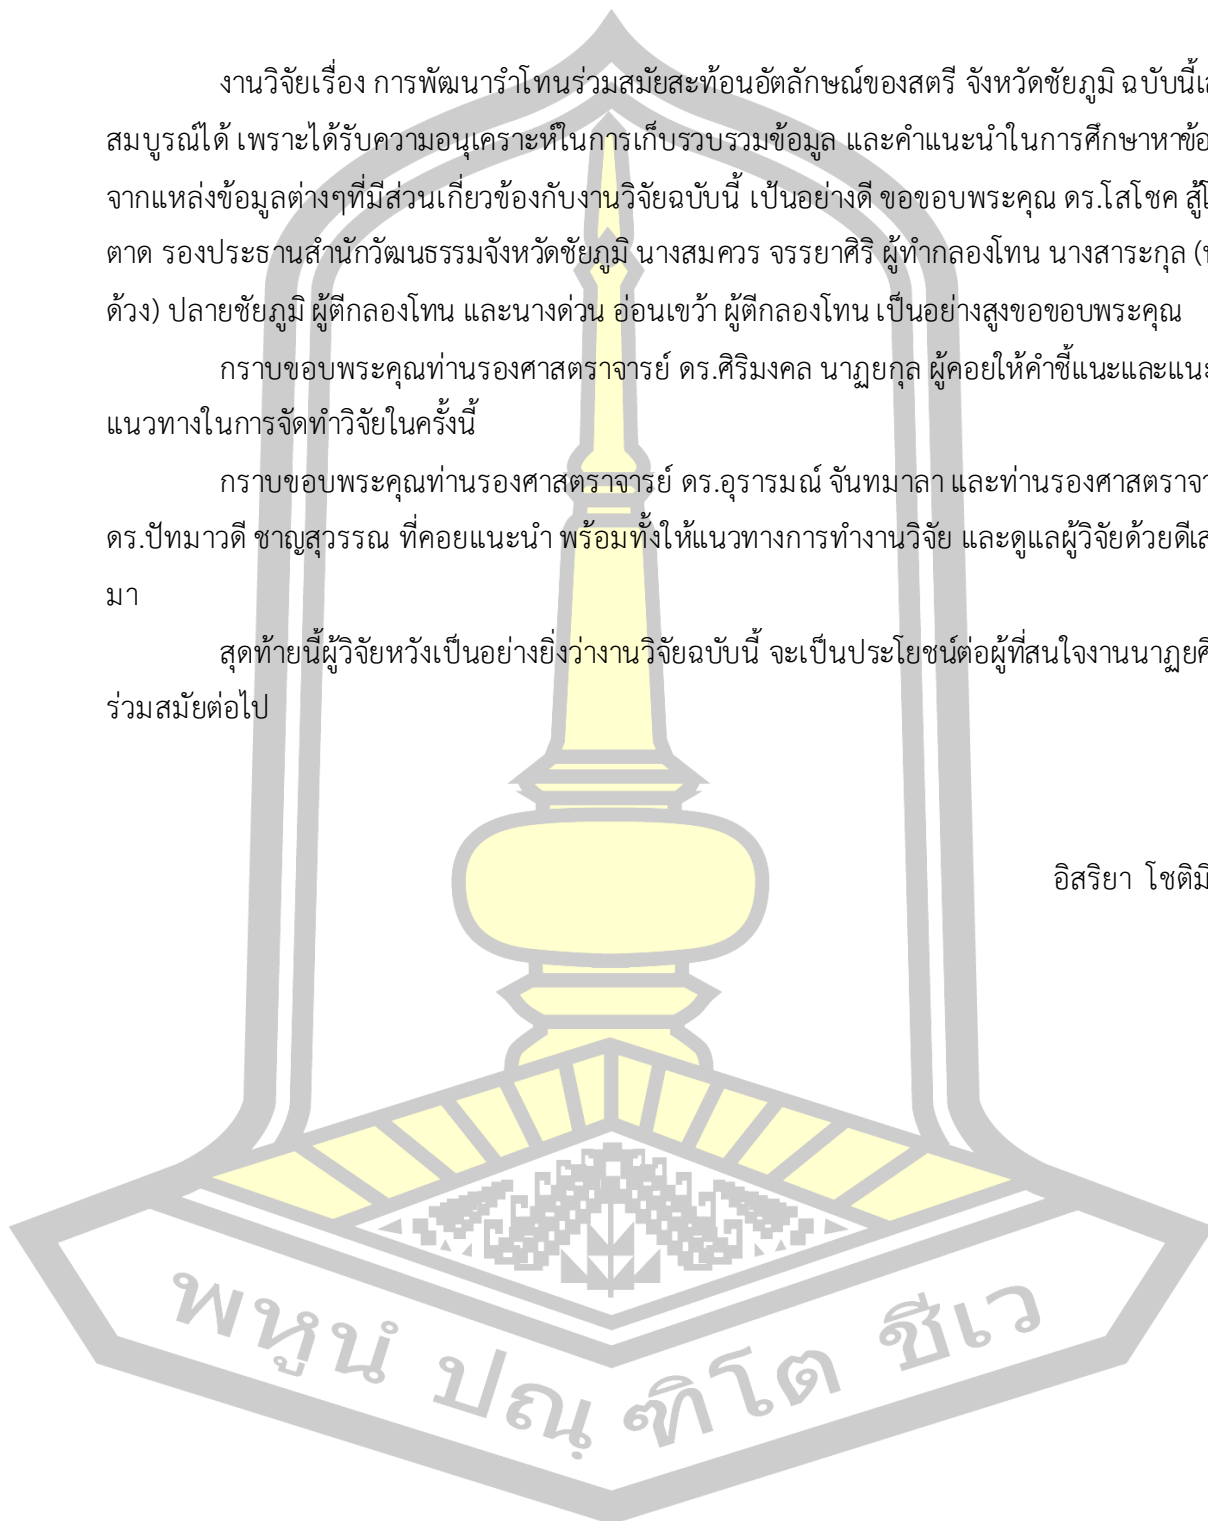 งานวิจัยเรื่อง การพัฒนารำโทนร่วมสมัยสะท้อนอัตลักษณ์ของสตรี จังหวัดชัยภูมิ ฉบับนี้
สมบูรณ์ได้ เพราะได้รับความอนุเคราะห์ในการเก็บรวบรวมข้อมูล และคำแนะนำในการศึกษาหาข้อ
จากแหล่งข้อมูลต่างๆที่มีส่วนเกี่ยวข้องกับงานวิจัยฉบับนี้ เป้นอย่างดี ขอขอบพระคุณ ดร.โสโชค
ตาด รองประธานสำนักวัฒนธรรมจังหวัดชัยภูมิ นางสมควร จรรยาศิริ ผู้ทำกลองโทน นางสาระกุล
ด้วง) ปลายชัยภูมิ ผู้ตีกลองโทน และนางด่วน อ่อนเขว้า ผู้ตีกลองโทน เป็นอย่างสูงขอขอบพระคุณ
กราบขอบพระคุณท่านรองศาสตราจารย์ ดร.ศิริมงคล นาฏยกุล ผู้คอยให้คำชี้แนะและแนะ
แนวทางในการจัดทำวิจัยในครั้งนี้
กราบขอบพระคุณท่านรองศาสตราจารย์ ดร.อุรารมณ์ จันทมาลา และท่านรองศาสตราจา
ดร.ปัทมาวดี ชาญสุวรรณ ที่คอยแนะนำ พร้อมทั้งให้แนวทางการทำงานวิจัย และดูแลผู้วิจัยด้วยดี
มา
สุดท้ายนี้ผู้วิจัยหวังเป็นอย่างยิ่งว่างานวิจัยฉบับนี้ จะเป็นประโยชน์ต่อผู้ที่สนใจงานนาฏยศิ
ร่วมสมัยต่อไป
อิสริยา โชติมิ
พหูนํ ปณฺฑิโต ชีเว